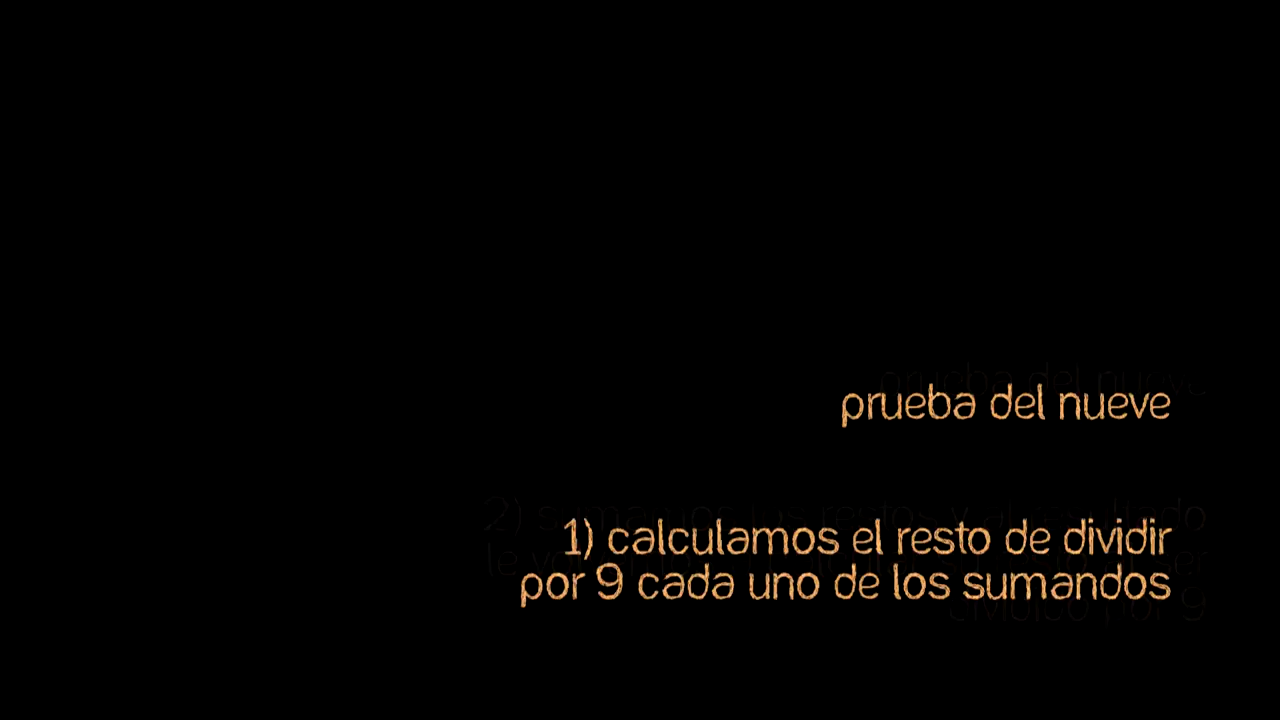 prueba del nueve
1) calculamos el resto de dividir
por 9 cada uno de los sumandos